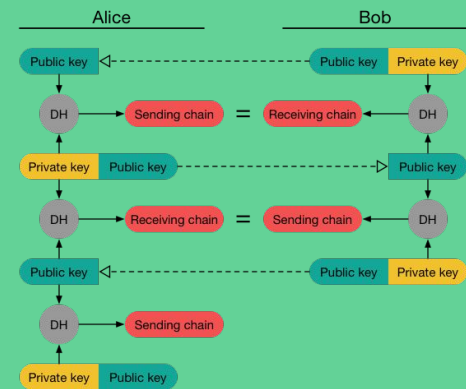 Alice Bob
Public key Public key Private key
DH Sending chain = Receiving chain DH
Private key Public key Public key
DH Receiving chain = Sending chain DH
Public key Public key Private key
DH Sending chain
Private key Public key